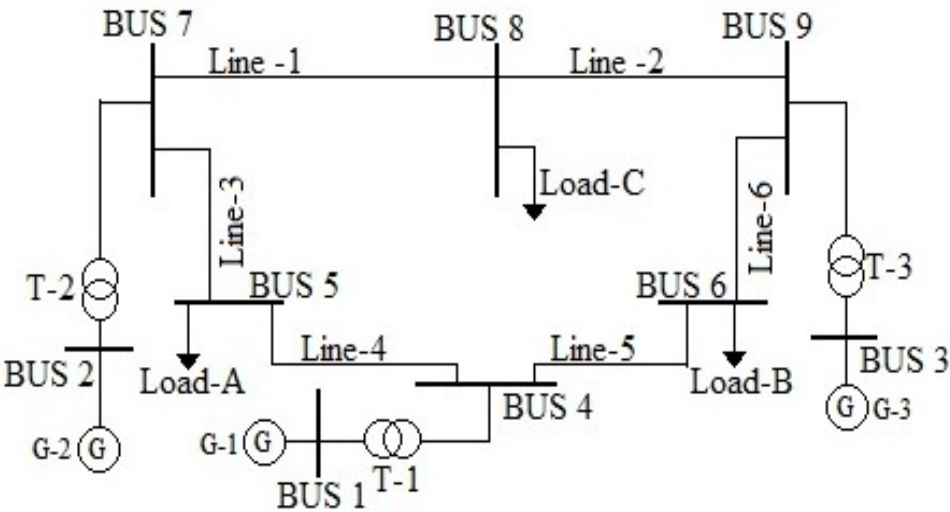 BUS 7
BUS 8
BUS 9
Line -1
Line -2
Load-C
Line-3
Line-6
T-2
T-3
BUS 5
BUS 6
Line-4
Line-5
BUS 2
BUS 3
Load-A
Load-B
BUS 4
G G-3
G-2 G
G-1 G
T-1
BUS 1